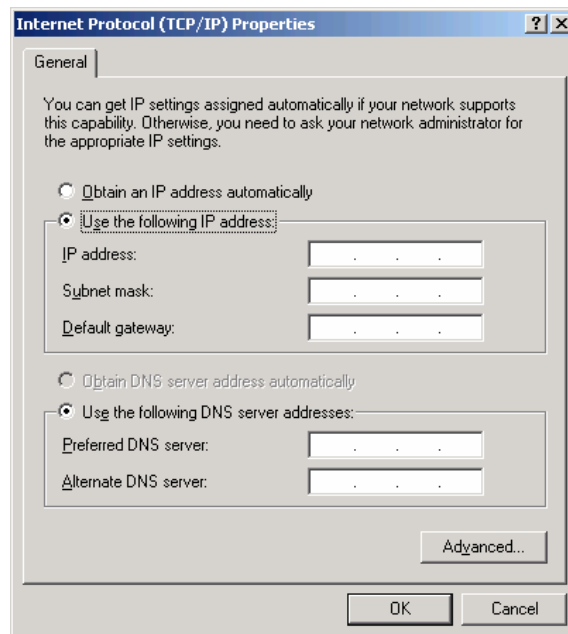 Internet Protocol (TCP/IP) Properties
General
You can get IP settings assigned automatically if your network supports
this capability. Otherwise, you need to ask your network administrator for
the appropriate IP settings.
Obtain an IP address automatically
Use the following IP address:
IP address:
Subnet mask:
Default gateway:
Obtain DNS server address automatically
Use the following DNS server addresses:
Preferred DNS server:
Alternate DNS server:
Advanced...
OK Cancel